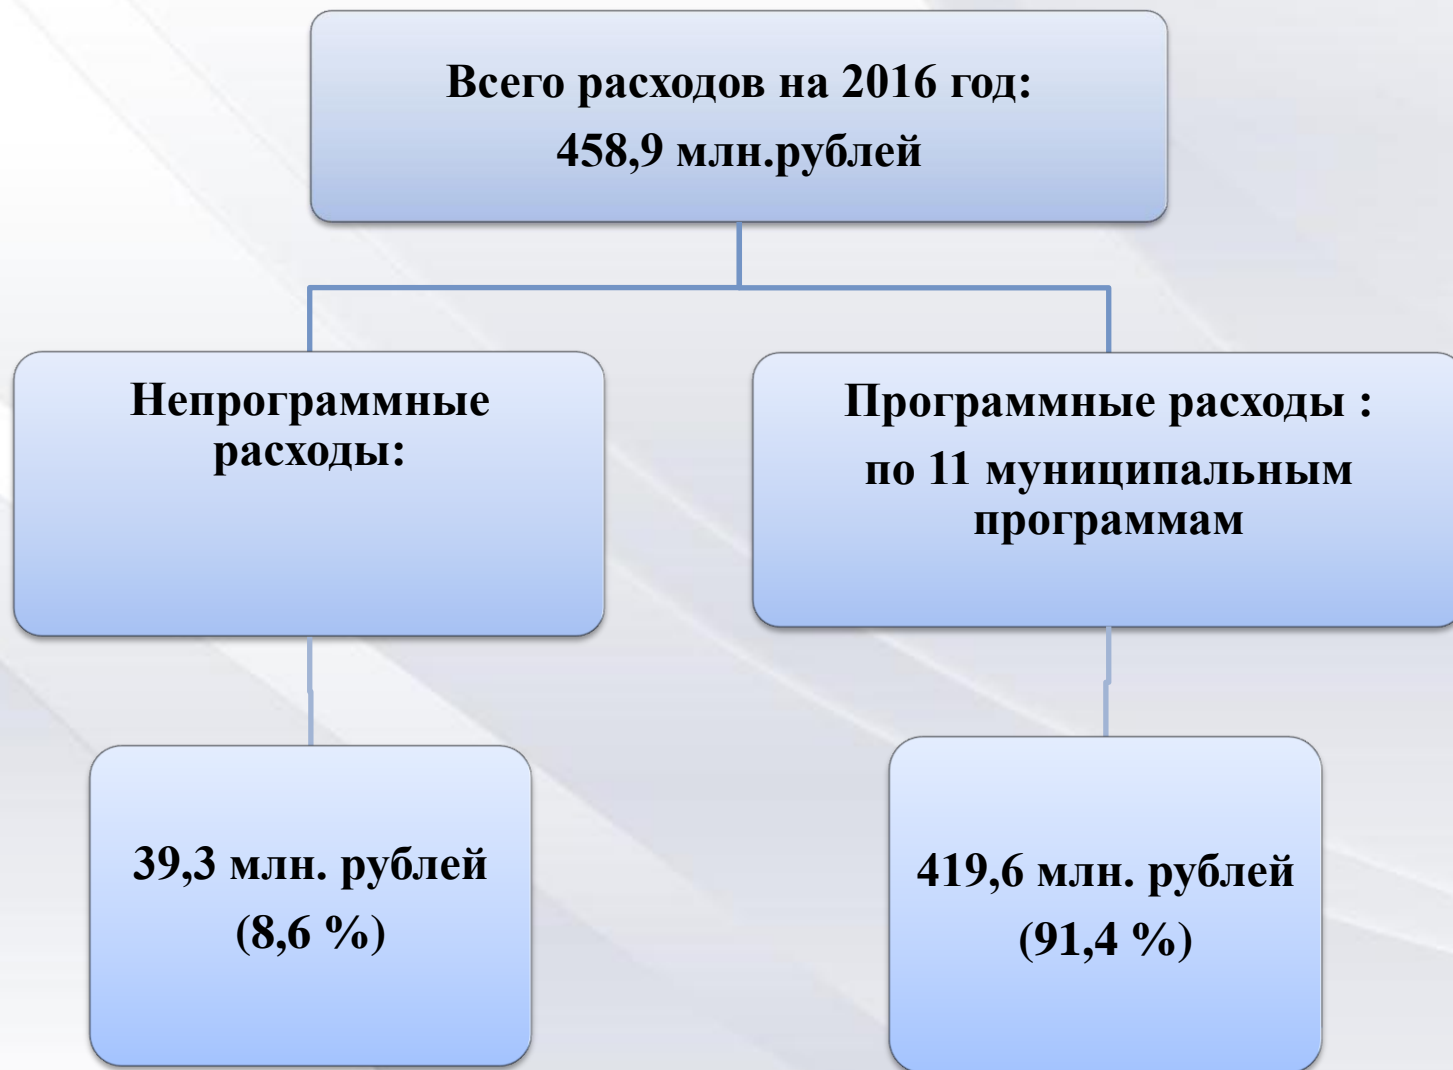 Всего расходов на 2016 год:
458,9 млн.рублей
Непрограммные
расходы:
Программные расходы :
по 11 муниципальным
программам
39,3 млн. рублей
(8,6 %)
419,6 млн. рублей
(91,4 %)